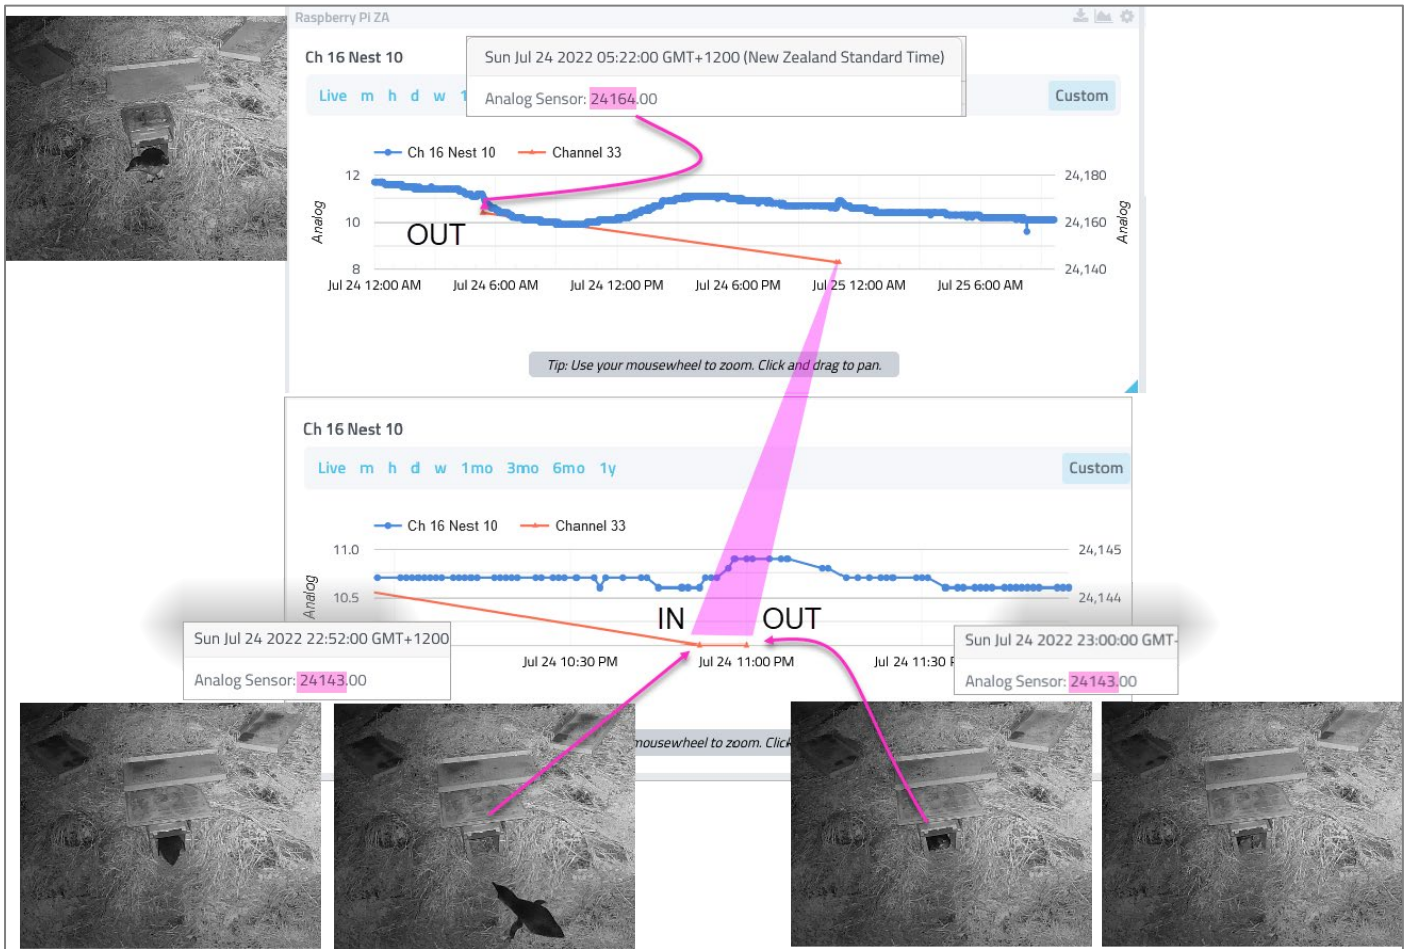 Raspberry Pi ZA
Ch 16 Nest 10
Sun Jul 24 2022 05:22:00 GMT+1200 (New Zealand Standard Time)
Analog Sensor: 24164.00
Live m h d w 1
Custom
Ch 16 Nest 10 Channel 33
12 24,180
Analog Analog
10 24,160
OUT
8 24,140
Jul 24 12:00 AM Jul 24 6:00 AM Jul 24 12:00 PM Jul 24 6:00 PM Jul 25 12:00 AM Jul 25 6:00 AM
Tip: Use your mousewheel to zoom. Click and drag to pan.
Ch 16 Nest 10
Live m h d w 1mo 3mo 6mo 1y Custom
Ch 16 Nest 10 Channel 33
11.0 24,145
Analog
10.5 24,144
IN OUT
Sun Jul 24 2022 22:52:00 GMT+1200
Analog Sensor: 24143.00
Sun Jul 24 2022 23:00:00 GMT-
Analog Sensor: 24143.00
Jul 24 10:30 PM Jul 24 11:00 PM Jul 24 11:30
mousewheel to zoom. Click